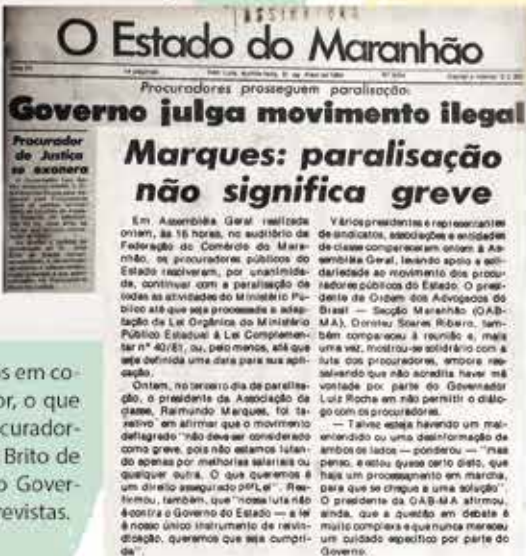 O Estado do Maranhão
14 páginas
Procuradores prosseguem paralisação:
Governo julga movimento ilegal
Procurador
de Justiça
se exonera
Marques: paralisação
não significa greve
Em Assembléia Geral realizada
ontem, às 16 horas, no auditório da
Federação do Comércio do Mara-
nhão, os procuradores públicos do
Estado resolveram, por unanimida-
de, continuar com a paralisação de
todas as atividades do Ministério Pú-
blico até que seja processada a adap-
tação da Lei Orgânica do Ministério
Público Estadual à Lei Complemen-
tar nº 40/81, ou, pelo menos, até que
seja definida uma data para sua apli-
cação.
Ontem, no terceiro dia de paralisa-
ção, o presidente da Associação de
classe, Raimundo Marques, foi ta-
xativo em afirmar que o movimento
deflagrado "não deve ser considerado
como greve, pois não estamos lutan-
do apenas por melhorias salariais ou
qualquer outra. O que queremos é
um direito assegurado por Lei". Rea-
firmou, também, que "nossa luta não
é contra o Governo do Estado — a lei
é nosso único instrumento de reivin-
dicação, queremos que seja cumpri-
da".
Vários presidentes e representantes
de sindicatos, associações e entidades
de classe compareceram ontem à As-
sembléia Geral, levando apoio e soli-
dariedade ao movimento dos procu-
radores públicos do Estado. O presi-
dente da Ordem dos Advogados do
Brasil — Secção Maranhão (OAB-
MA), Doroteu Soares Ribeiro, tam-
bém compareceu à reunião e, mais
uma vez, mostrou-se solidário com a
luta dos procuradores, embora res-
salvando que não acredita haver má
vontade por parte do Governador
Luiz Rocha em não permitir o diálo-
go com os procuradores.
— Talvez esteja havendo um mal-
entendido ou uma desinformação de
ambos os lados — ponderou — "mas
penso, e estou quase certo disto, que
haja um processamento em marcha,
para que se chegue a uma solução".
O presidente da OAB-MA afirmou,
ainda, que a questão em debate é
muito complexa e que nunca mereceu
um cuidado específico por parte do
Governo.
s em co-
or, o que
curador-
Brito de
o Gover-
evistas.